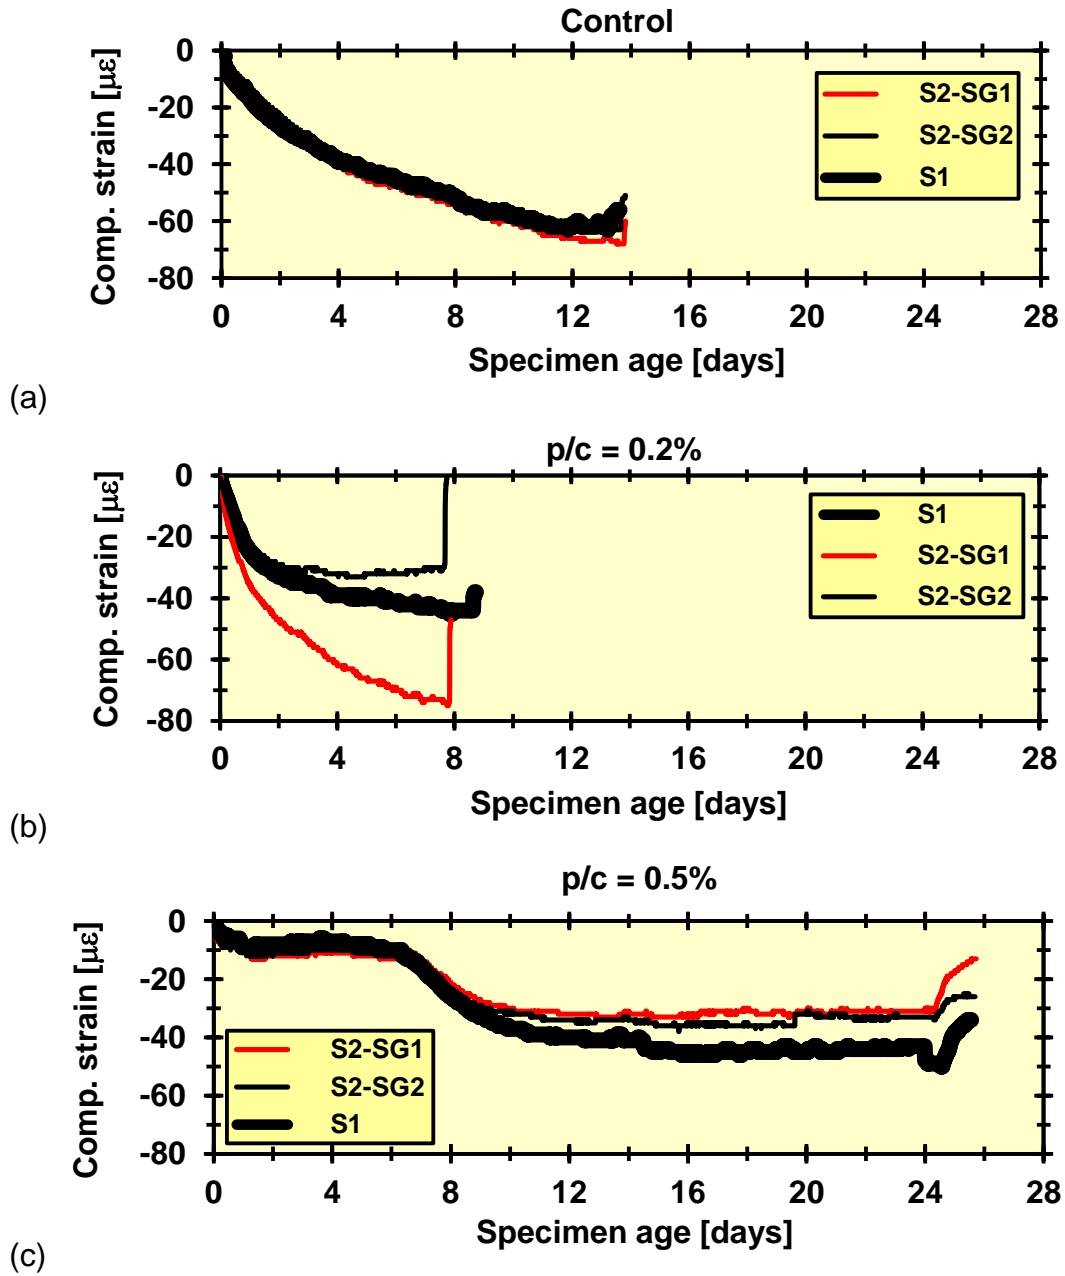 Control
Comp. strain [με]
0
-20
-40
-60
-80
S2-SG1
S2-SG2
S1
0 4 8 12 16 20 24 28
Specimen age [days]
(a)
p/c = 0.2%
Comp. strain [με]
0
-20
-40
-60
-80
S1
S2-SG1
S2-SG2
0 4 8 12 16 20 24 28
Specimen age [days]
(b)
p/c = 0.5%
Comp. strain [με]
0
-20
-40
-60
-80
S2-SG1
S2-SG2
S1
0 4 8 12 16 20 24 28
Specimen age [days]
(c)